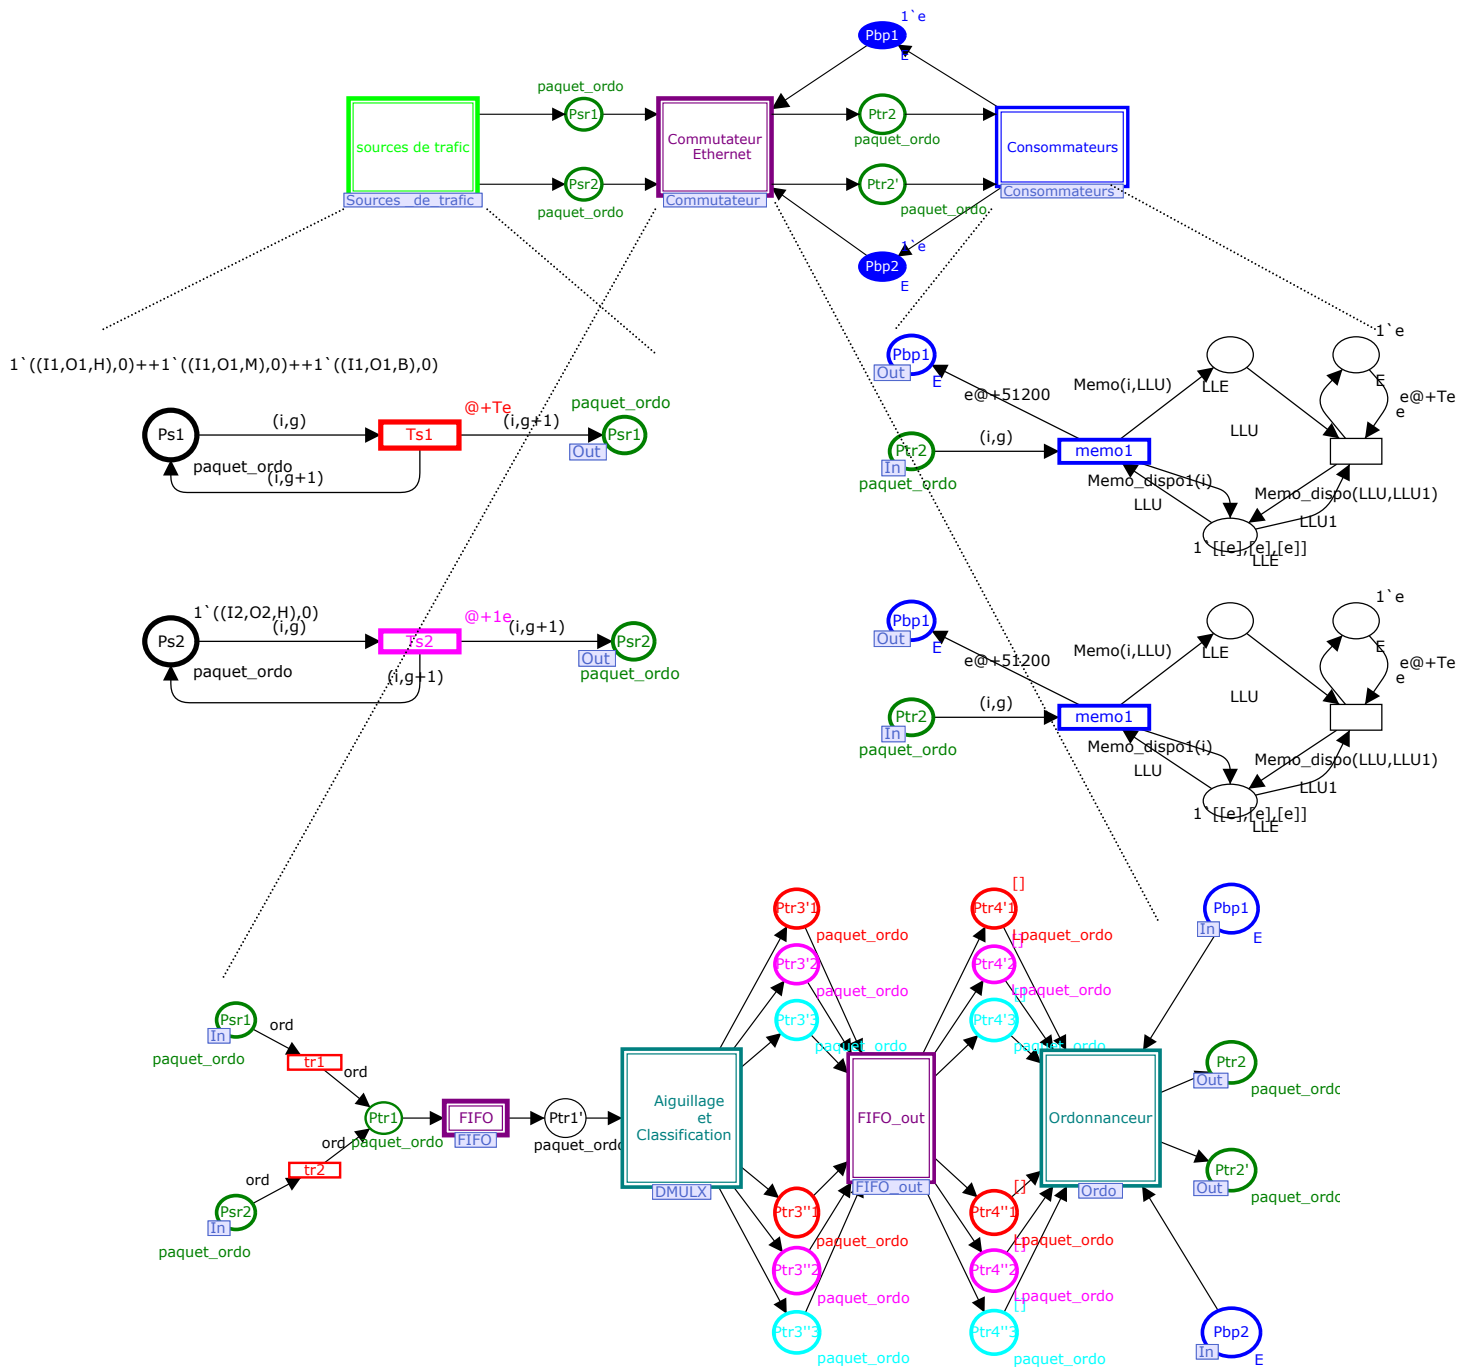 1`e
Pbp1
E
paquet_ordo
Psr1
Ptr2
paquet_ordo
sources de trafic
Sources_de_trafic
Commutateur
Ethernet
Commutateur
Consommateurs
Consommateurs
Psr2
paquet_ordo
Ptr2'
paquet_ordo
1`e
Pbp2
E
1`((I1,O1,H),0)++1`((I1,O1,M),0)++1`((I1,O1,B),0)
Ps1
paquet_ordo
(i,g)
Ts1
@+Te
(i,g+1)
(i,g+1)
paquet_ordo
Psr1
Out
1`((I2,O2,H),0)
Ps2
paquet_ordo
(i,g)
Ts2
@+1e
(i,g+1)
(i,g+1)
Psr2
Out
paquet_ordo
Pbp1
Out
E
e@+51200
Memo(i,LLU)
LLE
LLU
1`e
E
e@+Te
e
Ptr2
In
paquet_ordo
(i,g)
memo1
Memo_dispo1(i)
LLU
Memo_dispo(LLU,LLU1)
LLU1
1`[[e],[e],[e]]
LLE
Pbp1
Out
E
e@+51200
Memo(i,LLU)
LLE
LLU
1`e
E
e@+Te
e
Ptr2
In
paquet_ordo
(i,g)
memo1
Memo_dispo1(i)
LLU
Memo_dispo(LLU,LLU1)
LLU1
1`[[e],[e],[e]]
LLE
Psr1
In
paquet_ordo
ord
tr1
ord
Ptr1
paquet_ordo
ord
tr2
ord
Psr2
In
paquet_ordo
FIFO
FIFO
Ptr1'
paquet_ordo
Aiguillage
et
Classification
DMULX
Ptr3'1
paquet_ordo
Ptr3'2
paquet_ordo
Ptr3'3
paquet_ordo
Ptr3''1
paquet_ordo
Ptr3''2
paquet_ordo
Ptr3''3
paquet_ordo
FIFO_out
FIFO_out
[]
Ptr4'1
Lpaquet_ordo
[]
Ptr4'2
Lpaquet_ordo
[]
Ptr4'3
paquet_ordo
[]
Ptr4''1
Lpaquet_ordo
[]
Ptr4''2
Lpaquet_ordo
[]
Ptr4''3
paquet_ordo
Ordonnanceur
Ordo
Pbp1
In
E
Ptr2
Out
paquet_ordo
Ptr2'
Out
paquet_ordo
Pbp2
In
E